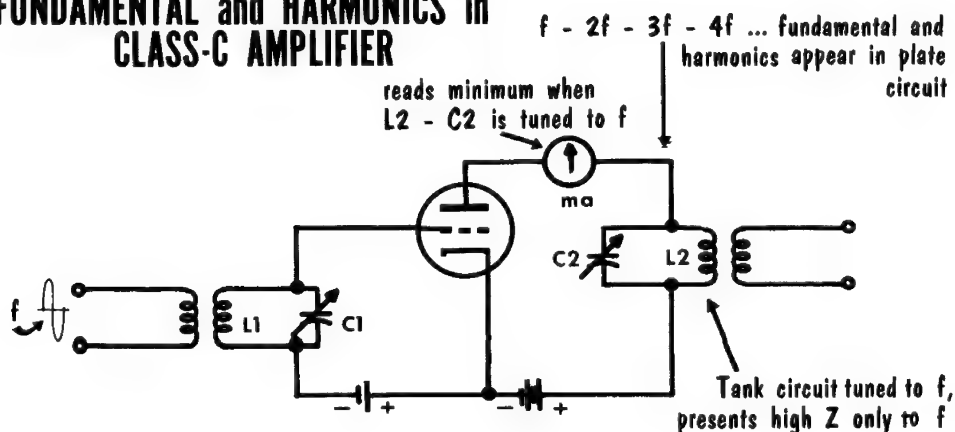 FUNDAMENTAL and HARMONICS in
CLASS-C AMPLIFIER
f - 2f - 3f - 4f ... fundamental and
harmonics appear in plate
circuit
reads minimum when
L2 - C2 is tuned to f
ma
C2
L2
f
L1
C1
- +
- +
Tank circuit tuned to f,
presents high Z only to f